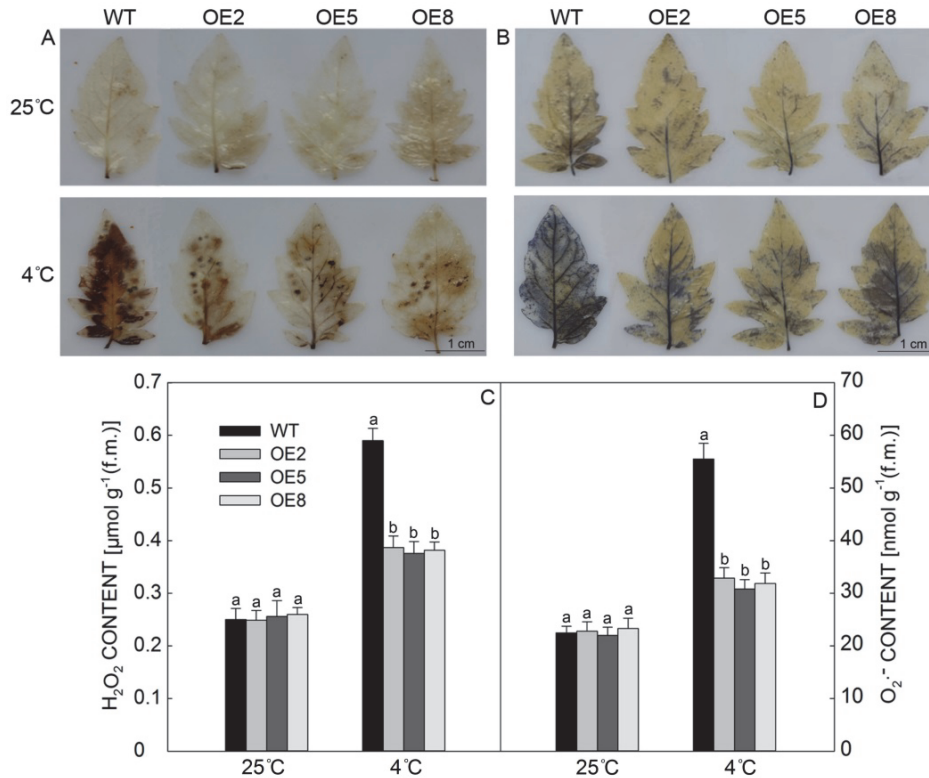 WT OE2 OE5 OE8 WT OE2 OE5 OE8
A B
25℃
4℃
1 cm 1 cm
0.7 C D 70
0.6 60
0.5 50
0.4 40
0.3 30
0.2 20
0.1 10
0 0
H₂O₂ CONTENT [µmol g⁻¹(f.m.)]
O₂·⁻ CONTENT [nmol g⁻¹(f.m.)]
WT
OE2
OE5
OE8
a a a a a b b b a a a a a b b b
25℃ 4℃ 25℃ 4℃